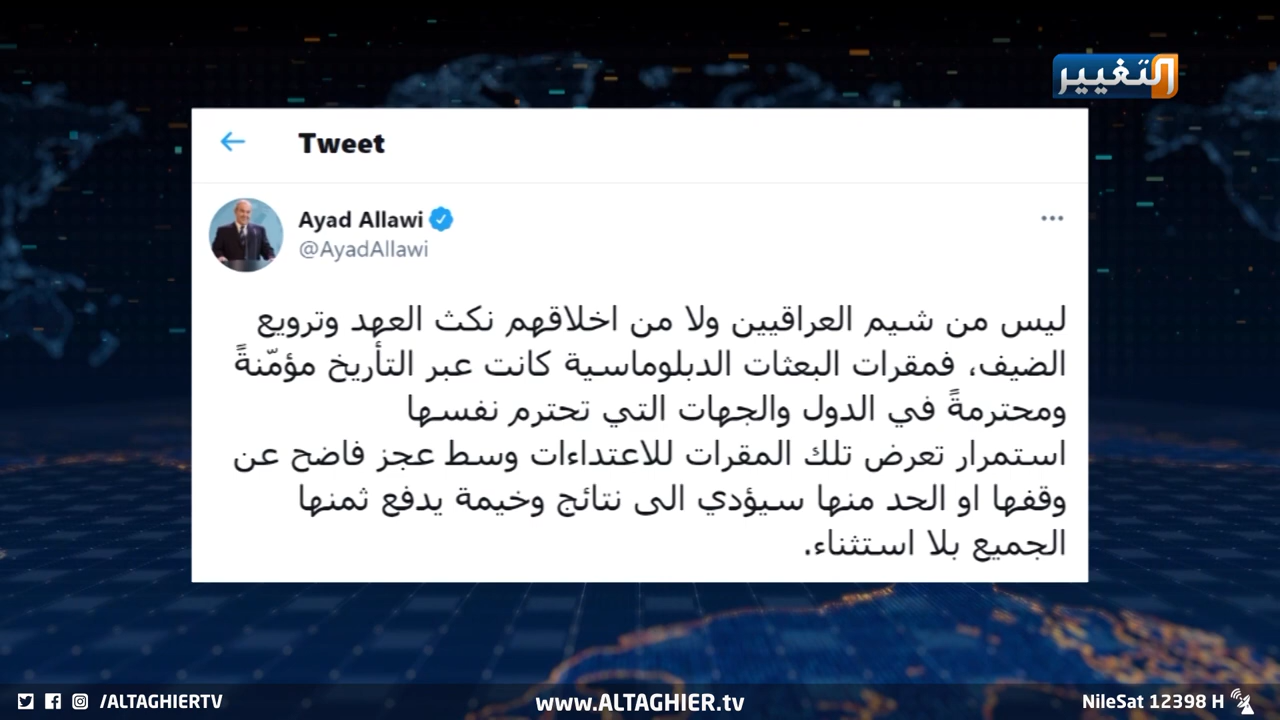 التغيير
Tweet
Ayad Allawi
@AyadAllawi
ليس من شيم العراقيين ولا من اخلاقهم نكث العهد وترويع
الضيف، فمقرات البعثات الدبلوماسية كانت عبر التأريخ مؤمّنةً
ومحترمةً في الدول والجهات التي تحترم نفسها
استمرار تعرض تلك المقرات للاعتداءات وسط عجز فاضح عن
وقفها او الحد منها سيؤدي الى نتائج وخيمة يدفع ثمنها
الجميع بلا استثناء.
/ALTAGHIERTV
www.ALTAGHIER.tv
NileSat 12398 H